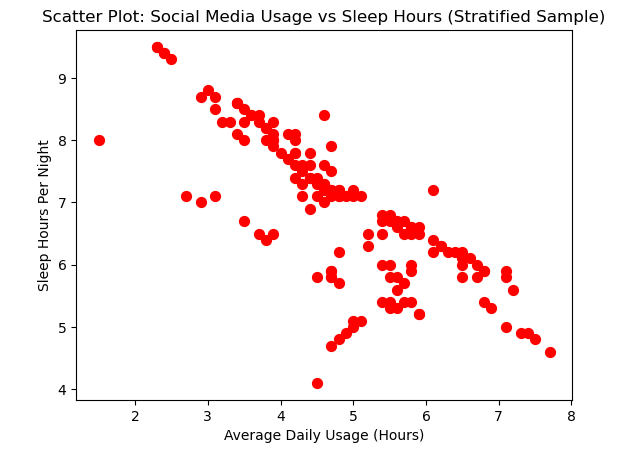 Scatter Plot: Social Media Usage vs Sleep Hours (Stratified Sample)
9
8
7
6
5
4
Sleep Hours Per Night
2 3 4 5 6 7 8
Average Daily Usage (Hours)